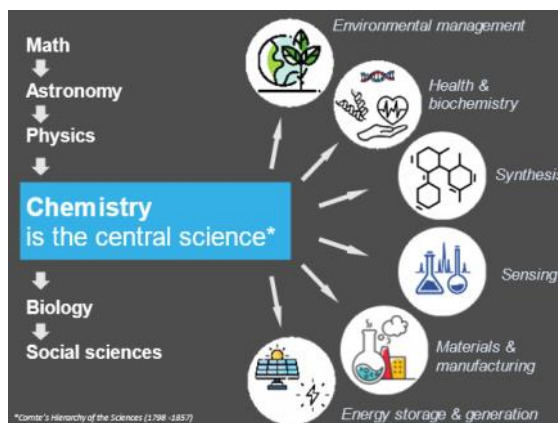 Math
Astronomy
Physics
Chemistry
is the central science*
Biology
Social sciences
*Comte's Hierarchy of the Sciences (1798 -1857)
Environmental management
Health &
biochemistry
Synthesis
Sensing
Materials &
manufacturing
Energy storage & generation